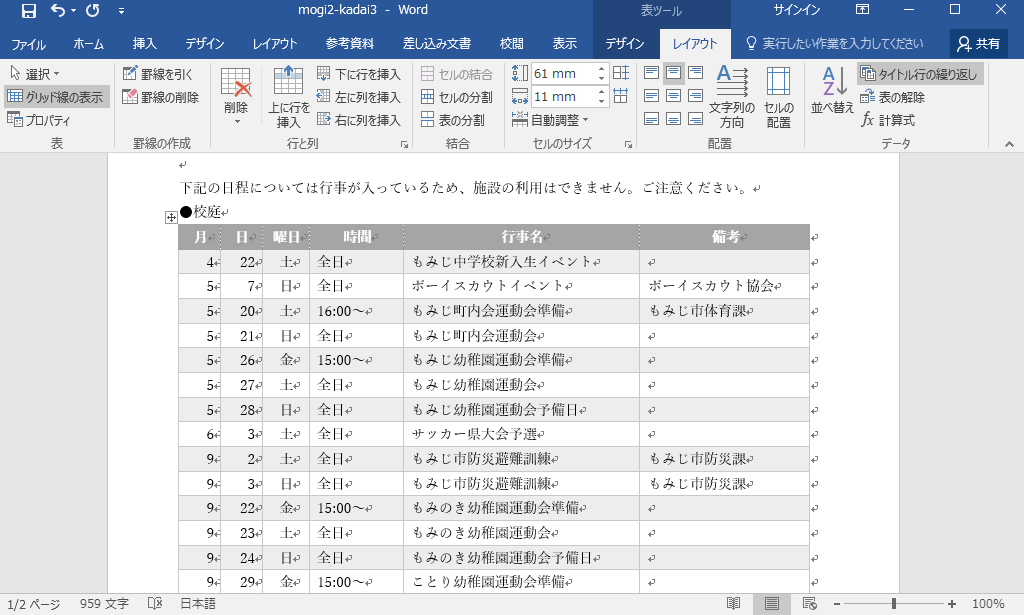 mogi2-kadai3 - Word
表ツール
サインイン
ファイル ホーム 挿入 デザイン レイアウト 参考資料 差し込み文書 校閲 表示 デザイン レイアウト 実行したい作業を入力してください 共有
選択
グリッド線の表示
プロパティ
表
罫線を引く
罫線の削除
罫線の作成
削除
上に行を
挿入
下に行を挿入
左に列を挿入
右に列を挿入
行と列
セルの結合
セルの分割
表の分割
結合
61 mm
11 mm
自動調整
セルのサイズ
文字列の
方向
セルの
配置
配置
並べ替え
タイトル行の繰り返し
表の解除
fx 計算式
データ
下記の日程については行事が入っているため、施設の利用はできません。ご注意ください。
●校庭
月 日 曜日 時間 行事名 備考
4 22 土 全日 もみじ中学校新入生イベント
5 7 日 全日 ボーイスカウトイベント ボーイスカウト協会
5 20 土 16:00～ もみじ町内会運動会準備 もみじ市体育課
5 21 日 全日 もみじ町内会運動会
5 26 金 15:00～ もみじ幼稚園運動会準備
5 27 土 全日 もみじ幼稚園運動会
5 28 日 全日 もみじ幼稚園運動会予備日
6 3 土 全日 サッカー県大会予選
9 2 土 全日 もみじ市防災避難訓練 もみじ市防災課
9 3 日 全日 もみじ市防災避難訓練 もみじ市防災課
9 22 金 15:00～ もみのき幼稚園運動会準備
9 23 土 全日 もみのき幼稚園運動会
9 24 日 全日 もみのき幼稚園運動会予備日
9 29 金 15:00～ ことり幼稚園運動会準備
1/2 ページ 959 文字 日本語 100%